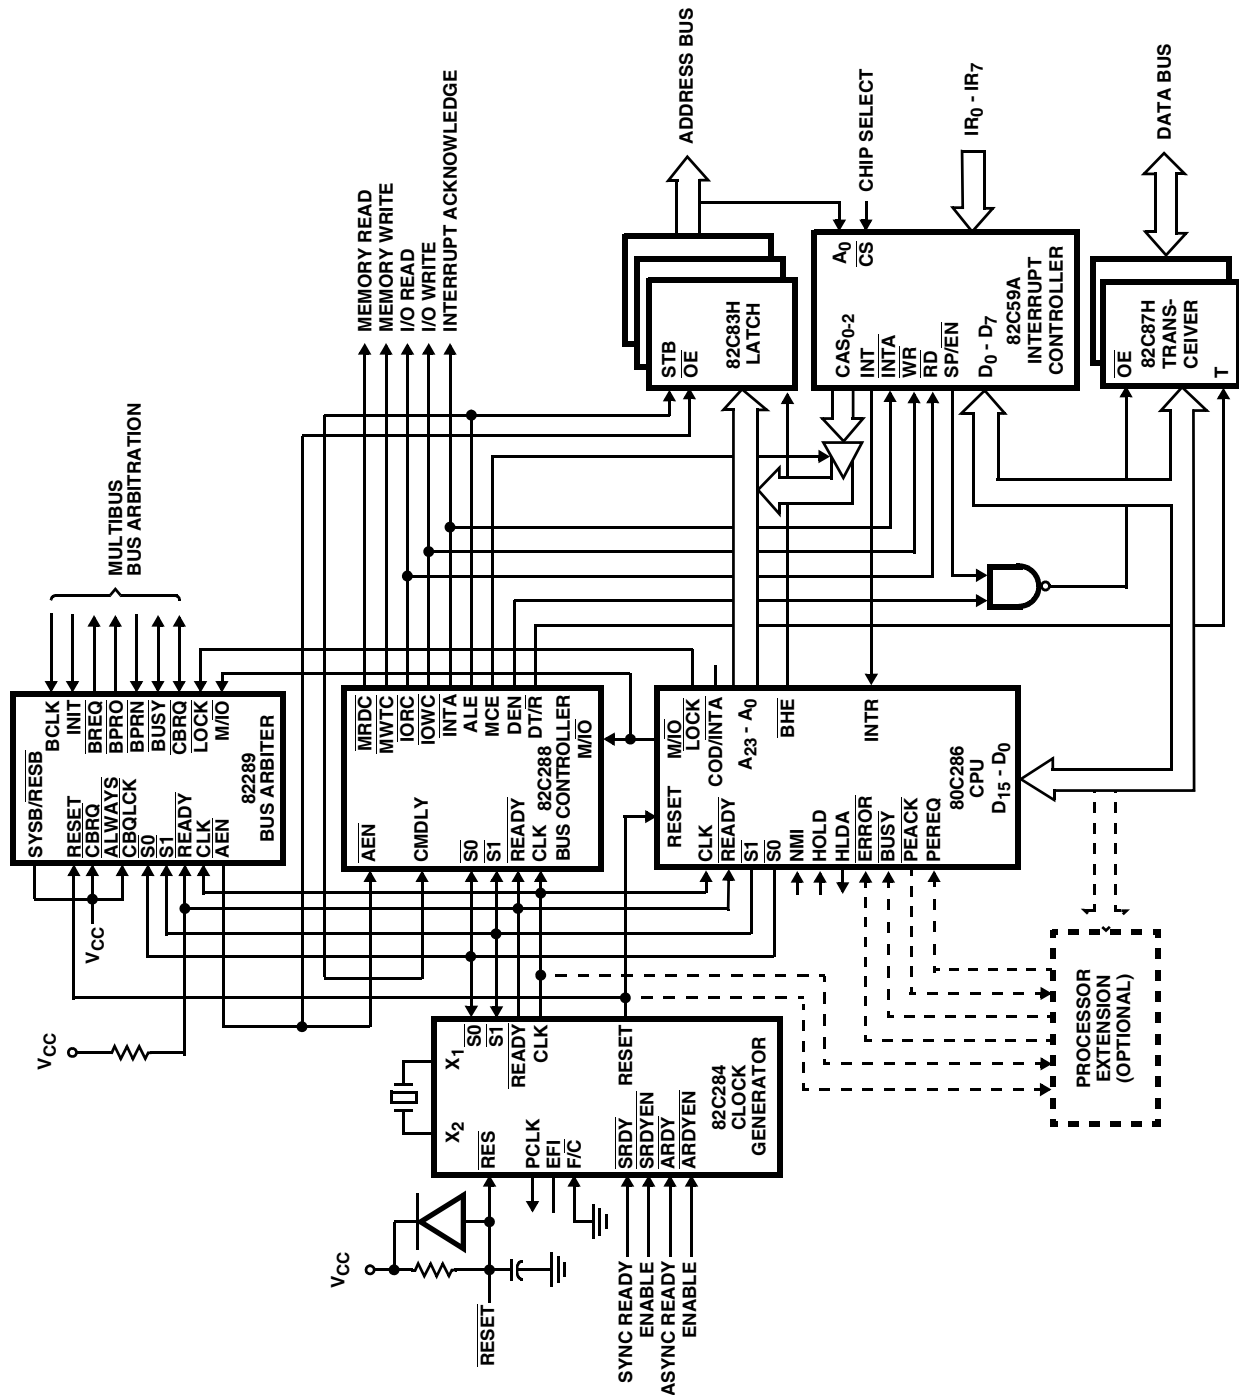 MULTIBUS
BUS ARBITRATION
MEMORY READ
MEMORY WRITE
I/O READ
I/O WRITE
INTERRUPT ACKNOWLEDGE
ADDRESS BUS
CHIP SELECT
IR0 - IR7
DATA BUS
SYSB/RESB
RESET
CBRQ
ALWAYS
CBQLCK
S0
S1
READY
CLK
AEN
BCLK
INIT
BREQ
BPRO
BPRN
BUSY
CBRQ
LOCK
M/IO
82289
BUS ARBITER
VCC
VCC
AEN
CMDLY
S0
S1
READY
CLK
MRDC
MWTC
IORC
IOWC
INTA
ALE
MCE
DEN
DT/R
M/IO
82C288
BUS CONTROLLER
STB
OE
82C83H
LATCH
A0
CS
CAS0-2
INT
INTA
WR
RD
SP/EN
D0 - D7
82C59A
INTERRUPT
CONTROLLER
OE
82C87H
TRANS-
CEIVER
T
RESET
CLK
READY
S1
S0
NMI
HOLD
HLDA
ERROR
BUSY
PEACK
PEREQ
M/IO
LOCK
COD/INTA
A23 - A0
BHE
INTR
80C286
CPU
D15 - D0
X2
X1
RES
PCLK
EFI
F/C
SRDY
SRDYEN
ARDY
ARDYEN
S0
S1
READY
CLK
RESET
82C284
CLOCK
GENERATOR
VCC
RESET
SYNC READY
ENABLE
ASYNC READY
ENABLE
PROCESSOR
EXTENSION
(OPTIONAL)